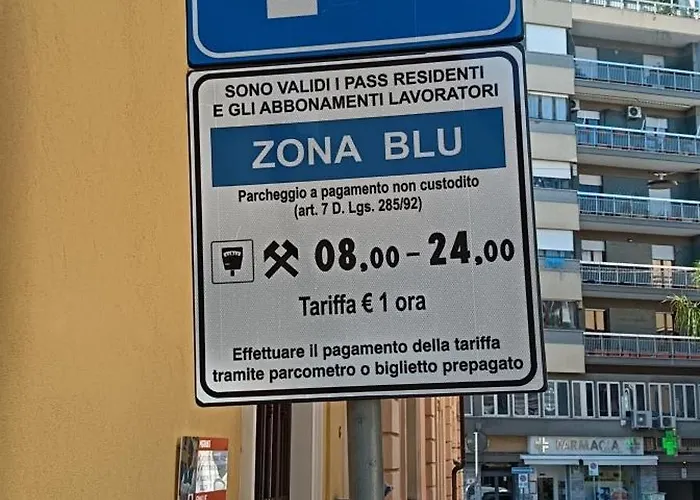 SONO VALIDI I PASS RESIDENTI
E GLI ABBONAMENTI LAVORATORI
ZONA BLU
Parcheggio a pagamento non custodito
(art. 7 D. Lgs. 285/92)
08,00 - 24,00
Tariffa € 1 ora
Effettuare il pagamento della tariffa
tramite parcometro o biglietto prepagato
FARMACIA